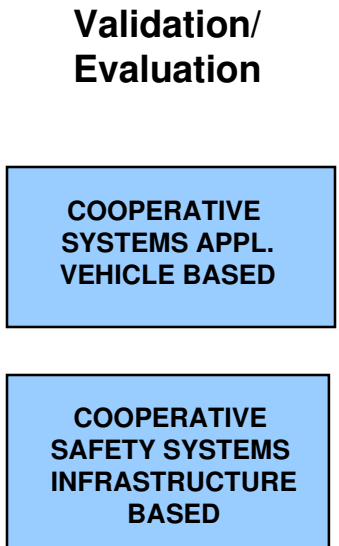 Validation/
Evaluation
COOPERATIVE
SYSTEMS APPL.
VEHICLE BASED
COOPERATIVE
SAFETY SYSTEMS
INFRASTRUCTURE
BASED